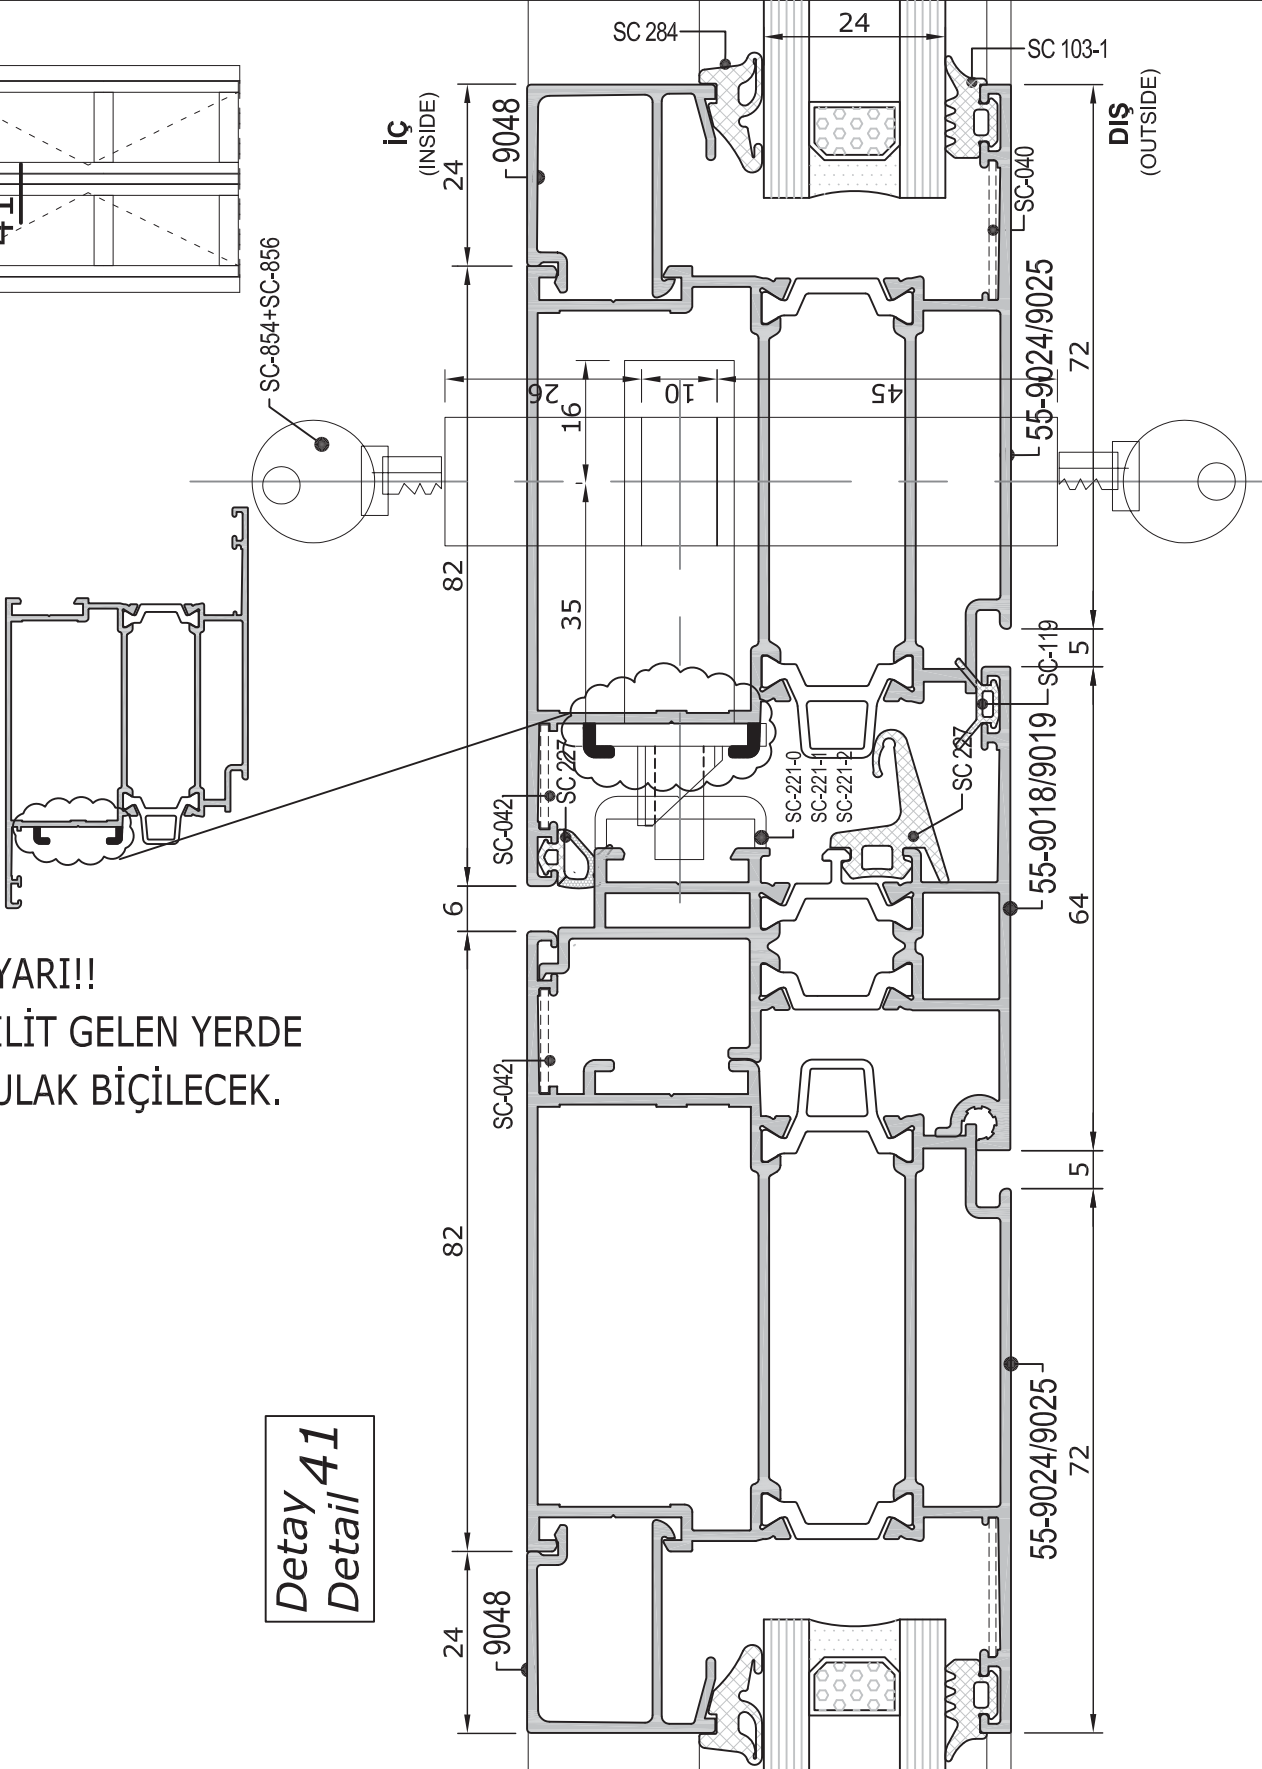 SC 284
24
SC 103-1
İÇ
(INSIDE)
DIŞ
(OUTSIDE)
24
9048
SC-040
41
SC-854+SC-856
55-9024/9025
72
26
10
45
16
35
82
5
SC-119
SC 227
SC-042
SC-221-0
SC-221-1
SC-221-2
SC 227
55-9018/9019
64
6
YARI!!
İLİT GELEN YERDE
ULAK BİÇİLECEK.
SC-042
5
82
55-9024/9025
72
Detay
Detail 41
24
9048